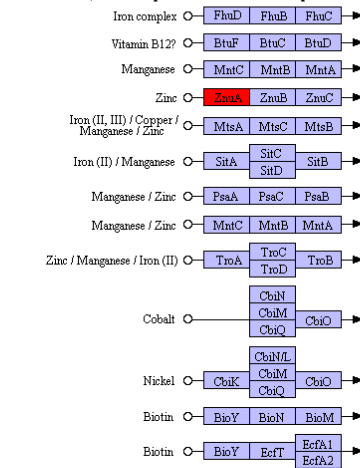 Iron complex FhuD FhuB FhuC
Vitamin B12? BtuF BtuC BtuD
Manganese MntC MntB MntA
Zinc ZnuA ZnuB ZnuC
Iron (II, III) / Copper /
Manganese / Zinc MtsA MtsC MtsB
Iron (II) / Manganese SitA SitC SitB
SitD
Manganese / Zinc PsaA PsaC PsaB
Manganese / Zinc MntC MntB MntA
Zinc / Manganese / Iron (II) TroA TroC TroB
TroD
CbiN
Cobalt CbiM CbiO
CbiQ
CbiN/L
Nickel CbiK CbiM CbiO
CbiQ
Biotin BioY BioN BioM
Biotin BioY EcfT EcfA1
EcfA2